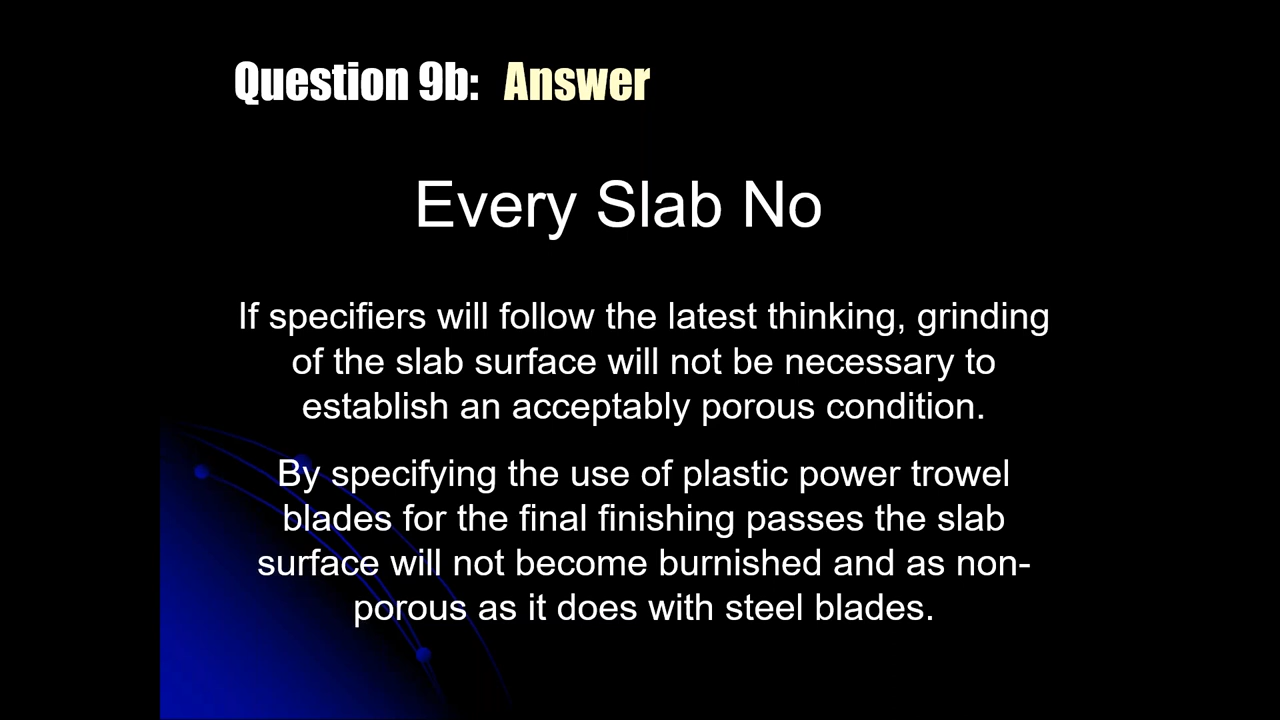 Question 9b: Answer
Every Slab No
If specifiers will follow the latest thinking, grinding
of the slab surface will not be necessary to
establish an acceptably porous condition.
By specifying the use of plastic power trowel
blades for the final finishing passes the slab
surface will not become burnished and as non-
porous as it does with steel blades.